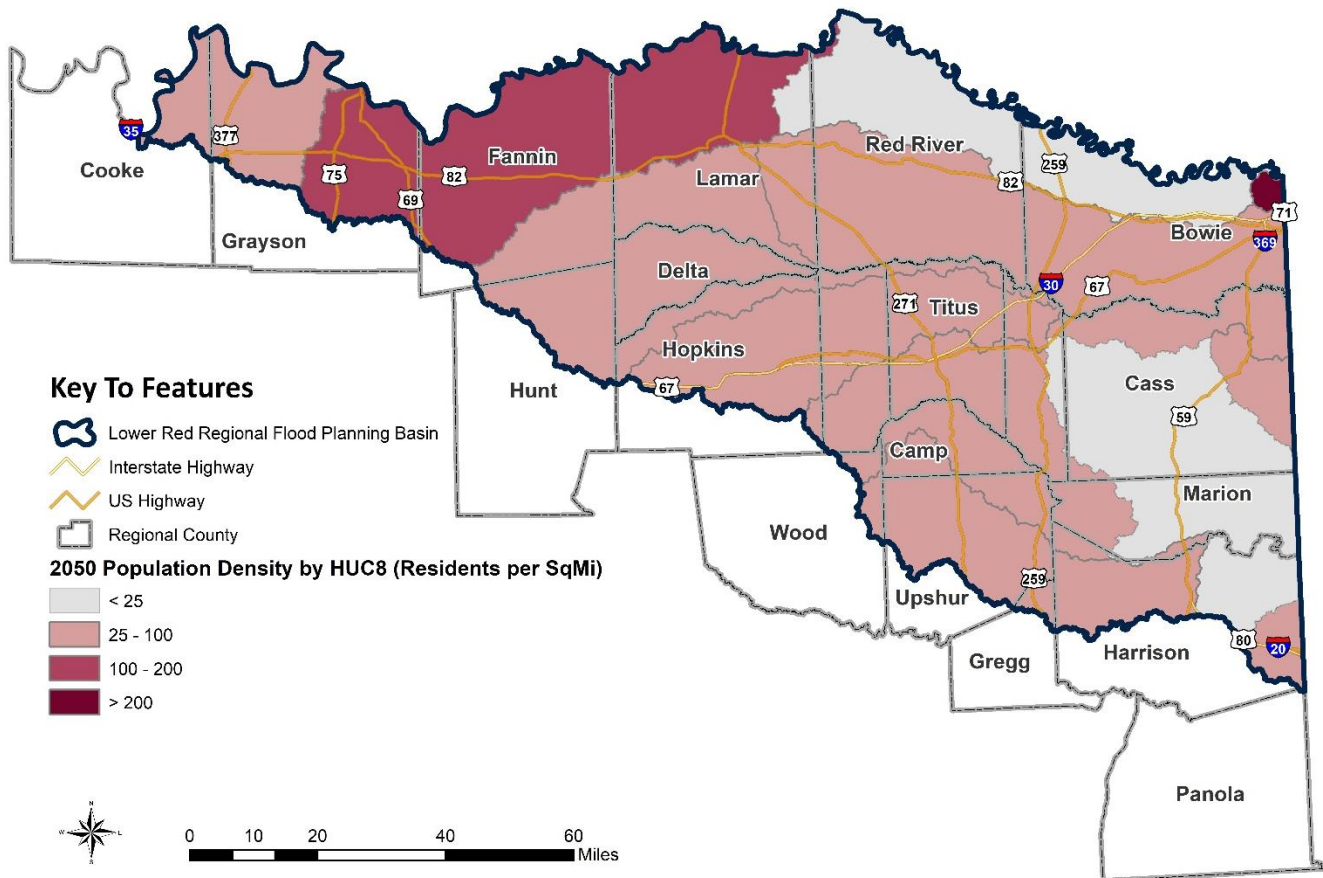 35
377
Cooke
75
82
Fannin
69
Grayson
Lamar
Red River
82
259
71
Bowie
369
Delta
271
Titus
30
67
Hopkins
67
Hunt
Cass
59
Camp
Marion
Wood
Upshur
259
Gregg
80
20
Harrison
Panola
Key To Features
Lower Red Regional Flood Planning Basin
Interstate Highway
US Highway
Regional County
2050 Population Density by HUC8 (Residents per SqMi)
< 25
25 - 100
100 - 200
> 200
N
W
S
0 10 20 40 60
Miles